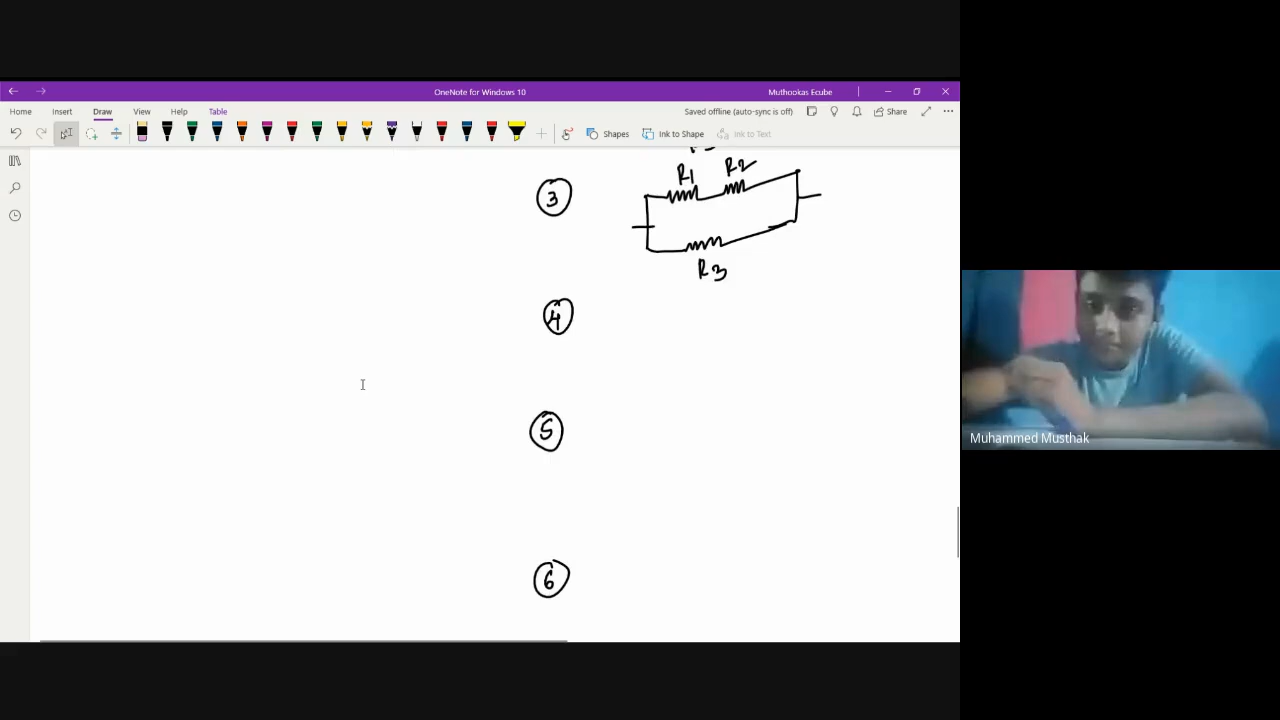 OneNote for Windows 10
Muthookas Ecube
Home
Insert
Draw
View
Help
Table
Saved offline (auto-sync is off)
Share
Shapes
Ink to Shape
Ink to Text
R1
R2
3
R3
4
5
6
Muhammed Musthak